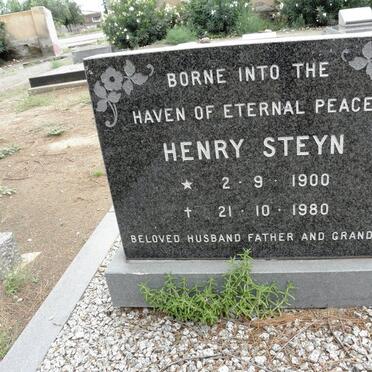 BORNE INTO THE
HAVEN OF ETERNAL PEACE
HENRY STEYN
★ 2 · 9 · 1900
† 21 · 10 · 1980
BELOVED HUSBAND FATHER AND GRAND